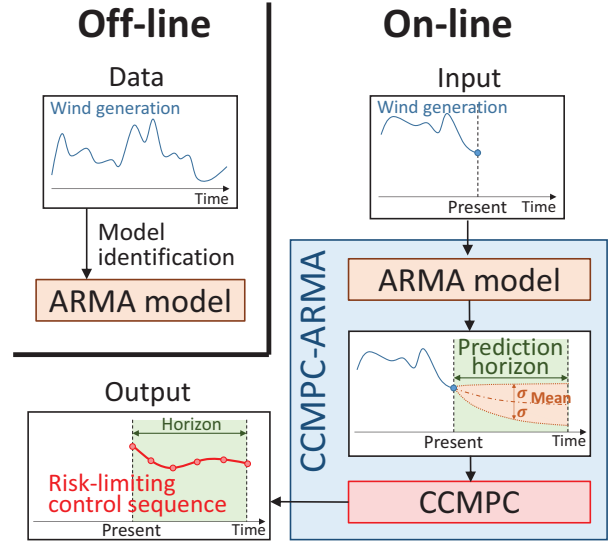 Off-line
Data
Wind generation
Time
Model
identification
ARMA model
On-line
Input
Wind generation
Present
Time
CCMPC-ARMA
ARMA model
Prediction
horizon
σ
Mean
σ
Present
Time
CCMPC
Output
Horizon
Risk-limiting
control sequence
Present
Time